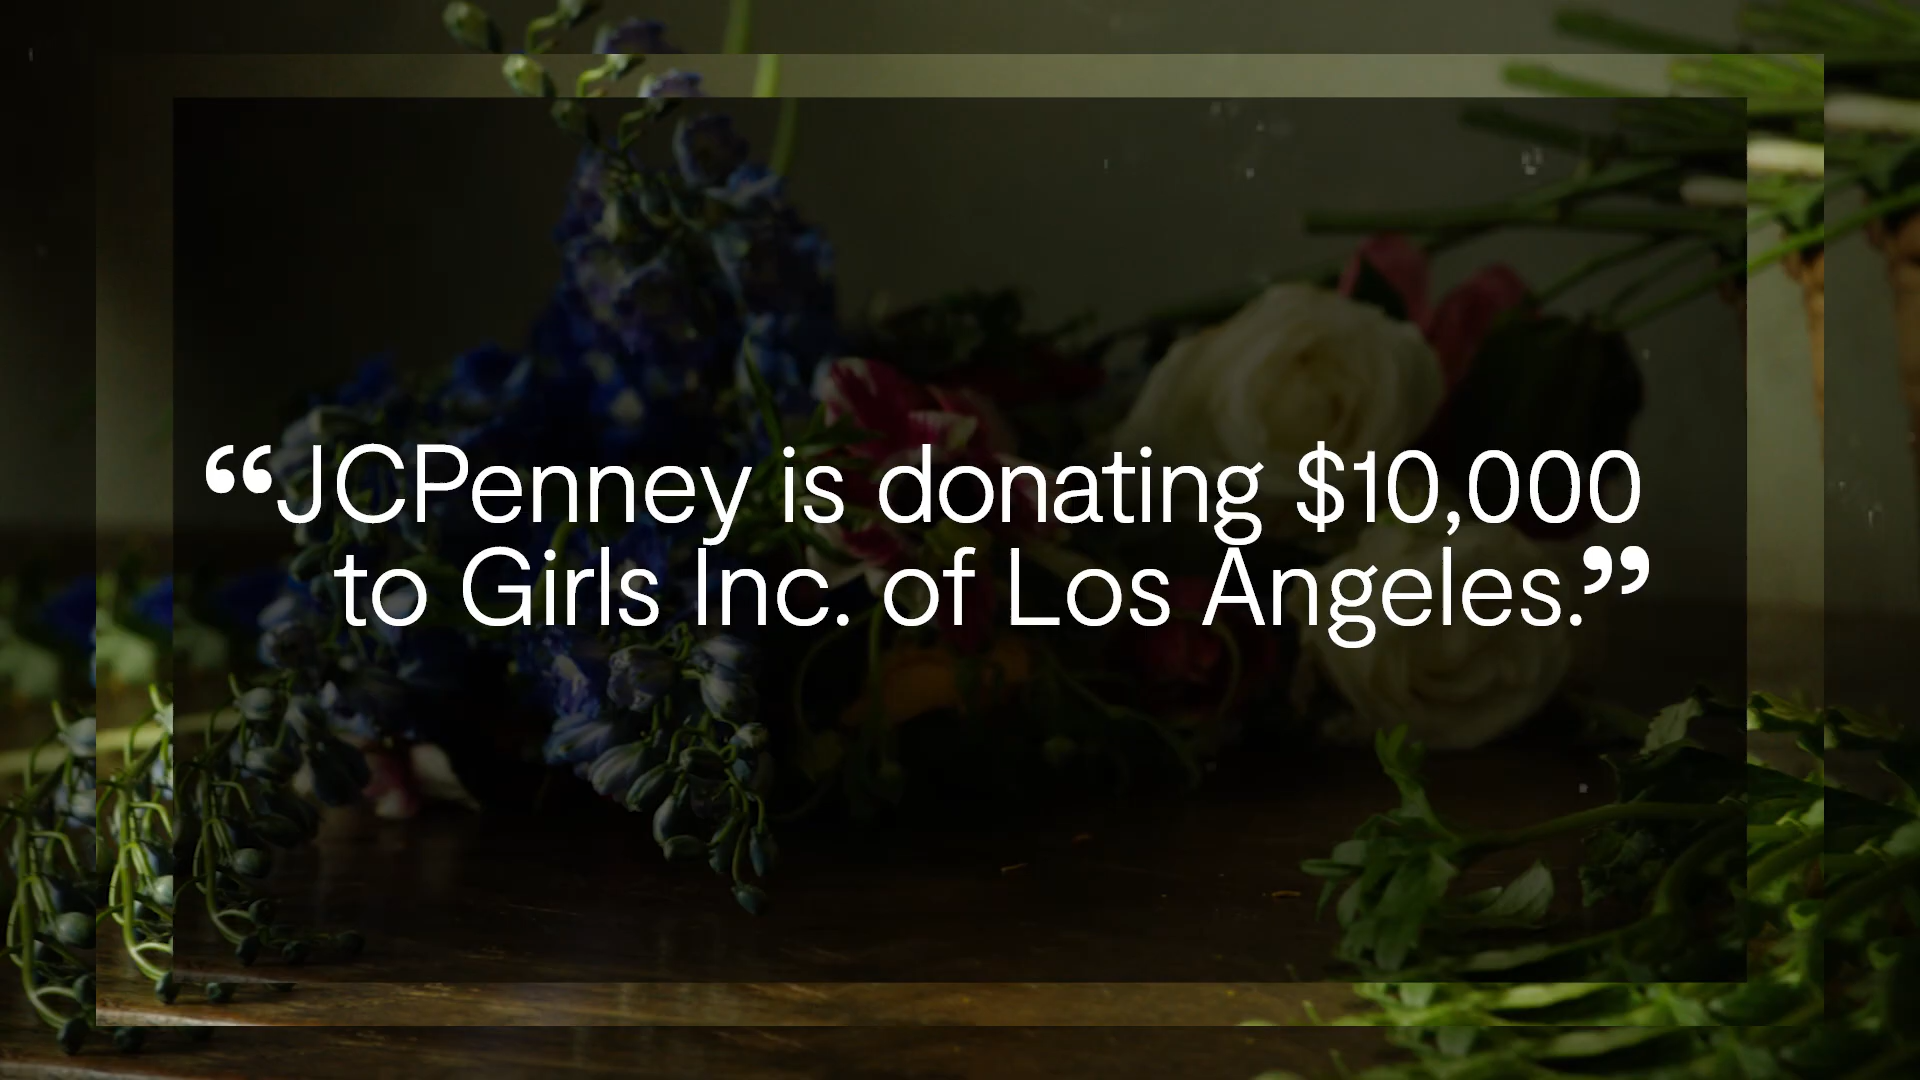 “JCPenney is donating $10,000
to Girls Inc. of Los Angeles.”